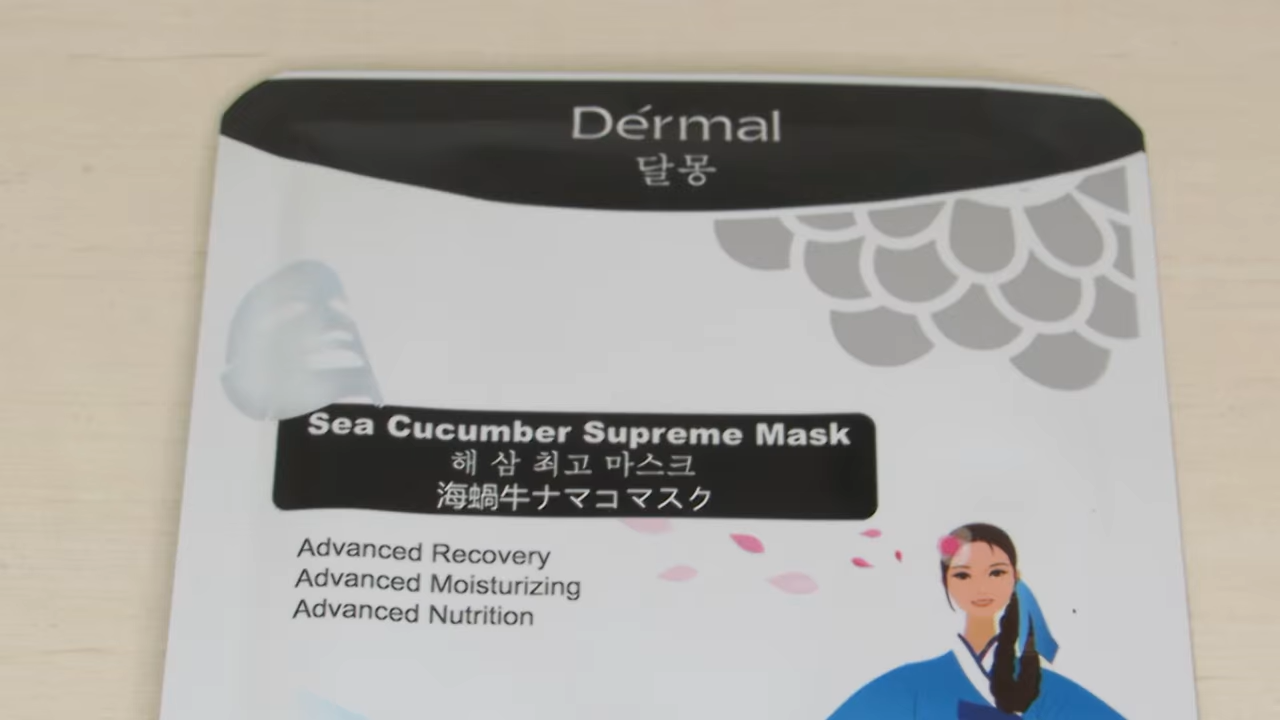 Dérmal
달몽
Sea Cucumber Supreme Mask
해 삼 최고 마스크
海蝸牛ナマコマスク
Advanced Recovery
Advanced Moisturizing
Advanced Nutrition